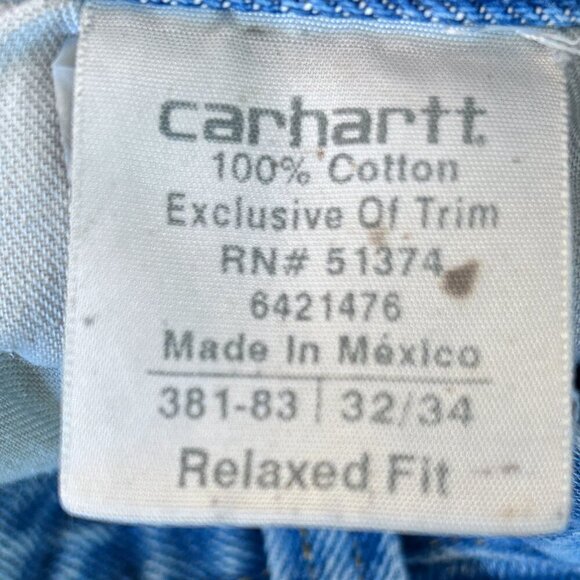 carhartt
100% Cotton
Exclusive Of Trim
RN# 51374
6421476
Made In México
381-83 | 32/34
Relaxed Fit